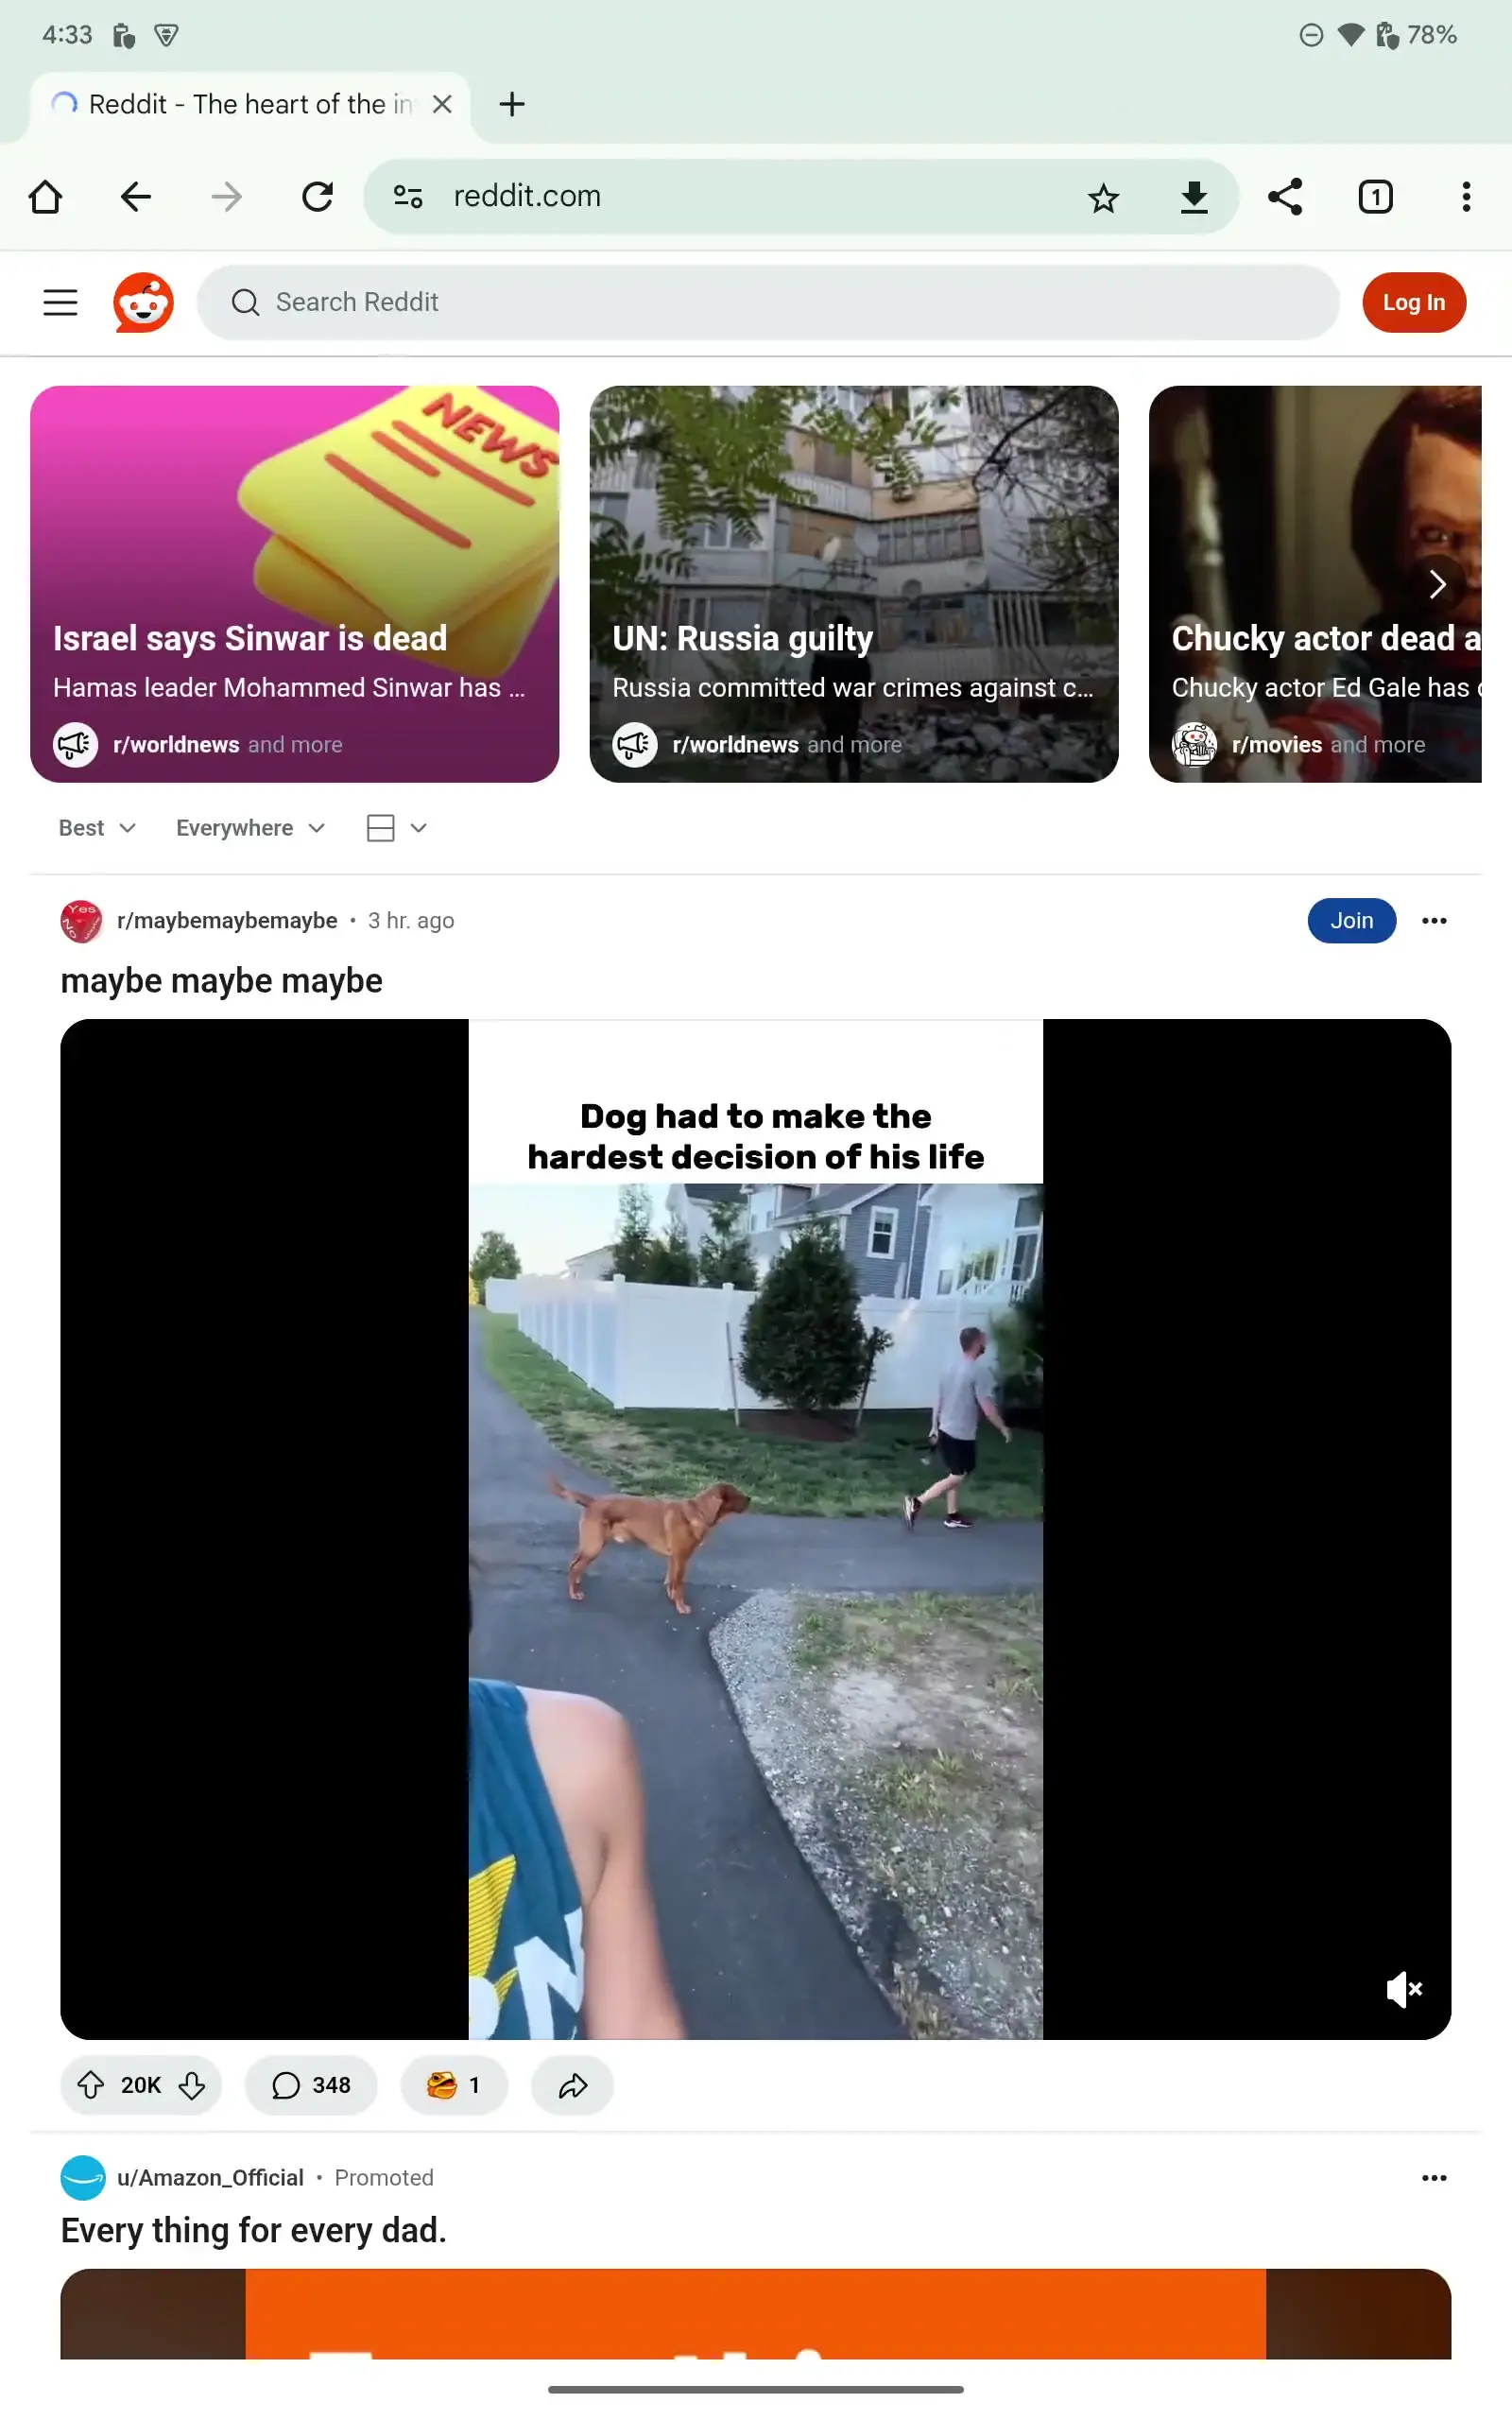 4:33
78%
Reddit - The heart of the in
reddit.com
1
Search Reddit
Log In
NEWS
Israel says Sinwar is dead
Hamas leader Mohammed Sinwar has ...
r/worldnews and more
UN: Russia guilty
Russia committed war crimes against c...
r/worldnews and more
Chucky actor dead a
Chucky actor Ed Gale has
r/movies and more
Best
Everywhere
Yes
NO
r/maybemaybemaybe • 3 hr. ago
Join
maybe maybe maybe
Dog had to make the
hardest decision of his life
20K
348
1
u/Amazon_Official • Promoted
Every thing for every dad.